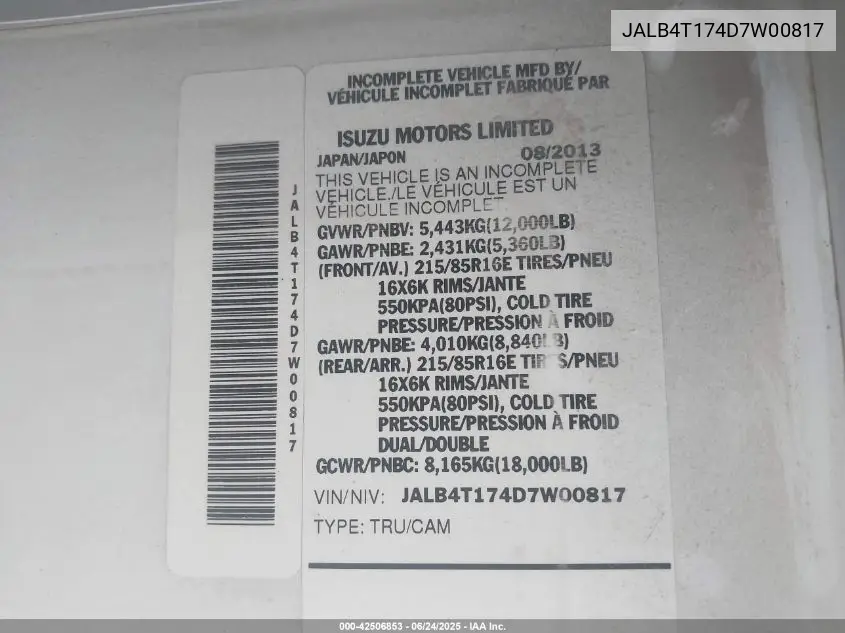 JALB4T174D7W00817
INCOMPLETE VEHICLE MFD BY/
VÉHICULE INCOMPLET FABRIQUÉ PAR
ISUZU MOTORS LIMITED
JAPAN/JAPON 08/2013
THIS VEHICLE IS AN INCOMPLETE
VEHICLE./LE VÉHICULE EST UN
VÉHICULE INCOMPLET
GVWR/PNBV: 5,443KG(12,000LB)
GAWR/PNBE: 2,431KG(5,360LB)
(FRONT/AV.) 215/85R16E TIRES/PNEU
16X6K RIMS/JANTE
550KPA(80PSI), COLD TIRE
PRESSURE/PRESSION À FROID
GAWR/PNBE: 4,010KG(8,840LB)
(REAR/ARR.) 215/85R16E TIRES/PNEU
16X6K RIMS/JANTE
550KPA(80PSI), COLD TIRE
PRESSURE/PRESSION À FROID
DUAL/DOUBLE
GCWR/PNBC: 8,165KG(18,000LB)
VIN/NIV: JALB4T174D7W00817
TYPE: TRU/CAM
JALB4T174D7W00817
000-42506853 - 06/24/2025 - IAA Inc.